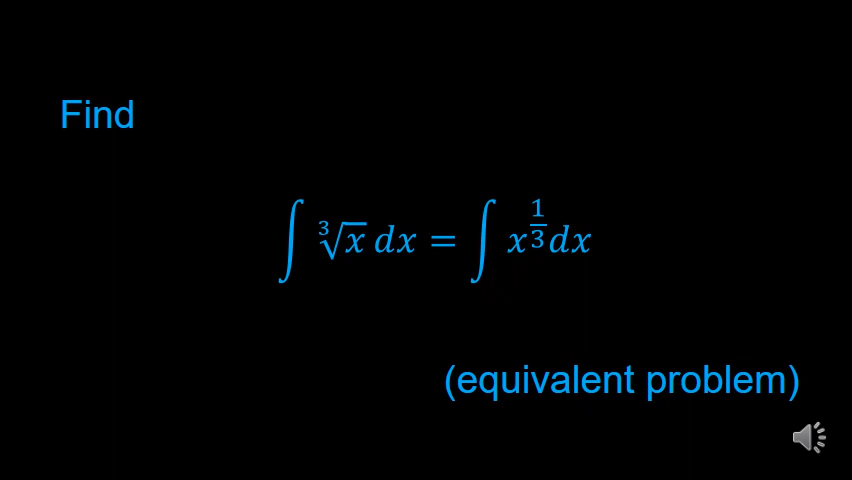 Find
∫ ∛x dx = ∫ x^(1/3) dx
(equivalent problem)